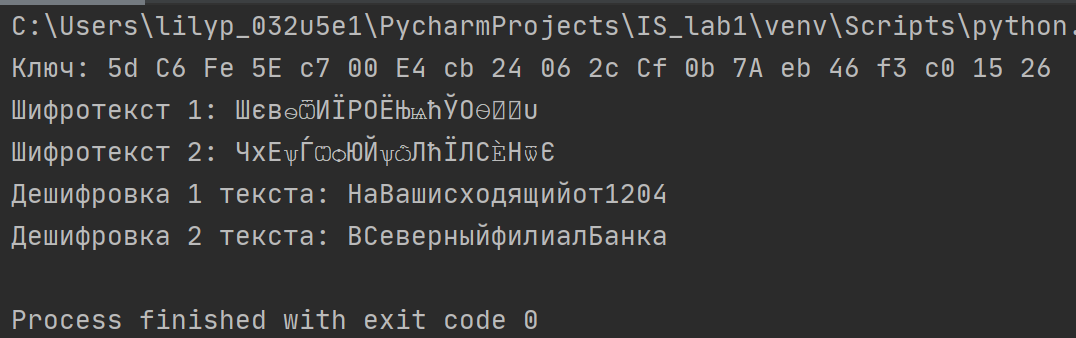 C:\Users\lilyp_032u5e1\PycharmProjects\IS_lab1\venv\Scripts\python.
Ключ: 5d C6 Fe 5E c7 00 E4 cb 24 06 2c Cf 0b 7A eb 46 f3 c0 15 26
Шифротекст 1:
Шифротекст 2:
Дешифровка 1 текста: НаВашисходящийот1204
Дешифровка 2 текста: ВСеверныйфилиалБанка
Process finished with exit code 0